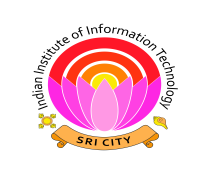 Indian Institute of Information Technology
SRI CITY